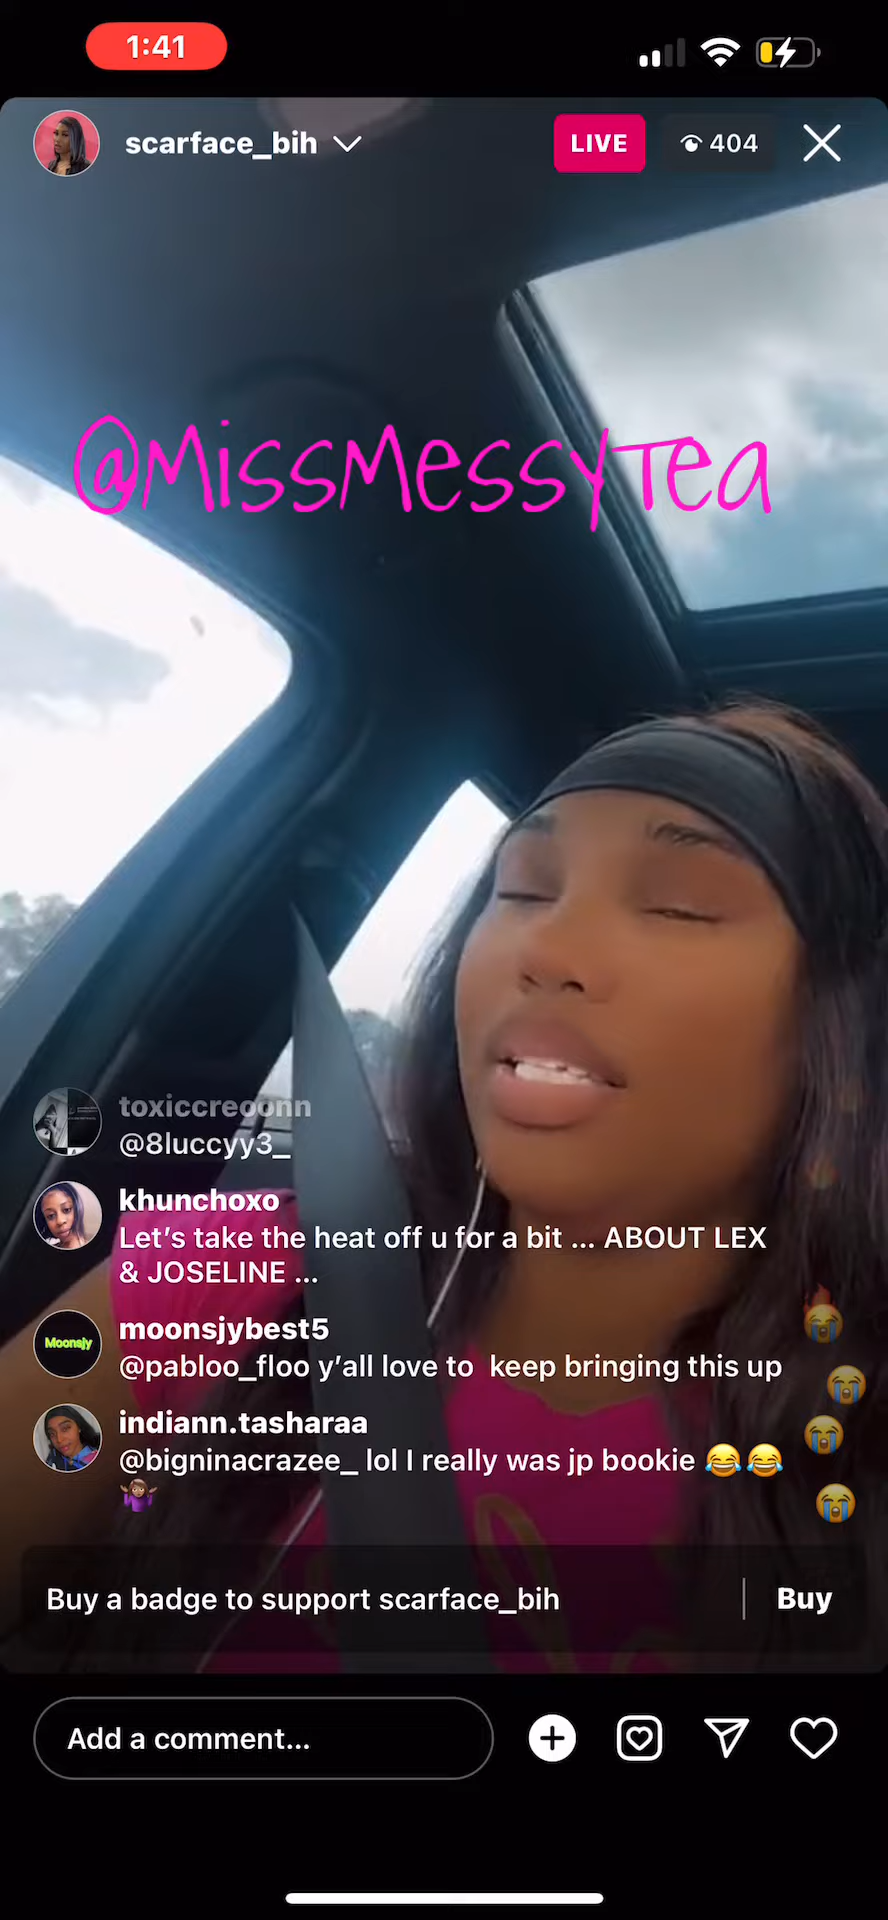 1:41
scarface_bih
LIVE
404
@MissMessyTea
toxiccreoonn
@8luccyy3_
khunchoxo
Let's take the heat off u for a bit ... ABOUT LEX
& JOSELINE ...
Moonsjy
moonsjybest5
@pabloo_floo y'all love to keep bringing this up
indiann.tasharaa
@bigninacrazee_ lol I really was jp bookie 😂😂
🤷🏽‍♀️
Buy a badge to support scarface_bih
Buy
Add a comment...